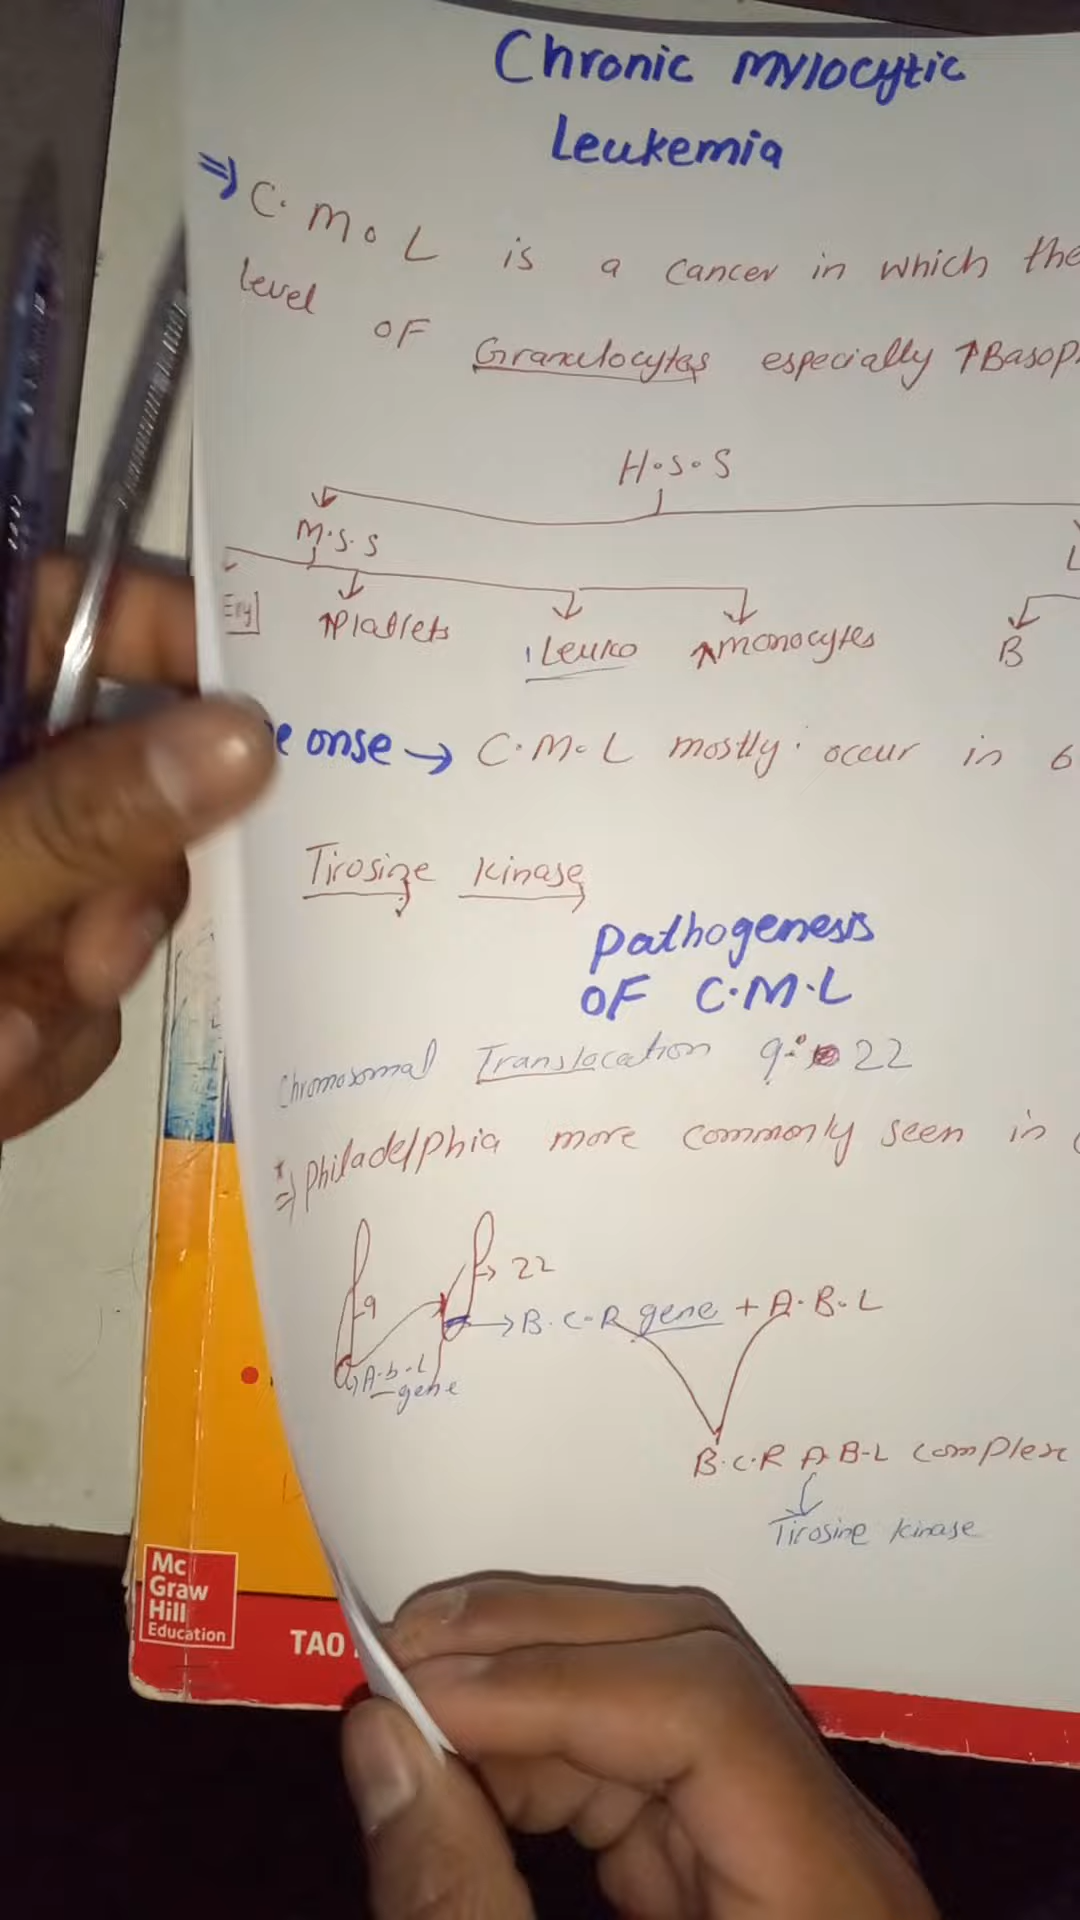 Chronic Mylocytic
Leukemia
=> C.M.L is a cancer in which the
level OF Granulocytes especially ↑Basop
H.S.S
M.S.S
L
Ery
↑Platlets
Leuko
↑Monocytes
B
e onse → C.M.L mostly occur in 6
Tirosine kinase
Pathogenesis
OF C.M.L
Chromosomal Translocation 9: 22
=> Philadelphia more commonly seen in
22
9
B.C.R gene + A.B.L
A.b.L
gene
B.C.R A.B-L complex
Tirosine kinase
Mc
Graw
Hill
Education
TAO